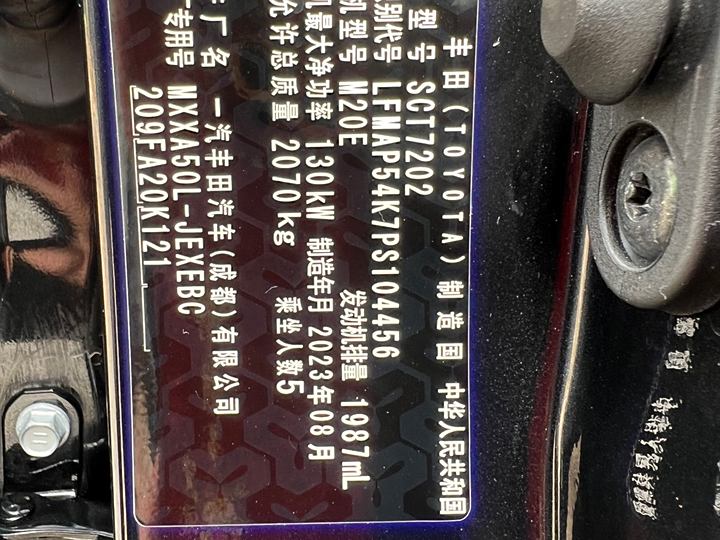 丰田(TOYOTA) 制造国 中华人民共和国
型号 SCT7202
别代号 LFMAP54K7PS104456
机型号 M20E 发动机排量 1987mL
机最大净功率 130kW 制造年月 2023年08月
允许总质量 2070kg 乘坐人数5
厂名 一汽丰田汽车(成都)有限公司
专用号 MXXA50L-JEXEBC
209FA20K121